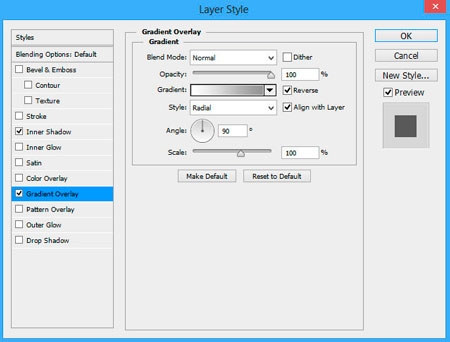 Layer Style
Styles
Blending Options: Default
Bevel & Emboss
Contour
Texture
Stroke
Inner Shadow
Inner Glow
Satin
Color Overlay
Gradient Overlay
Pattern Overlay
Outer Glow
Drop Shadow
Gradient Overlay
Gradient
Blend Mode: Normal Dither
Opacity: 100 %
Gradient: Reverse
Style: Radial Align with Layer
Angle: 90 °
Scale: 100 %
Make Default Reset to Default
OK
Cancel
New Style...
Preview